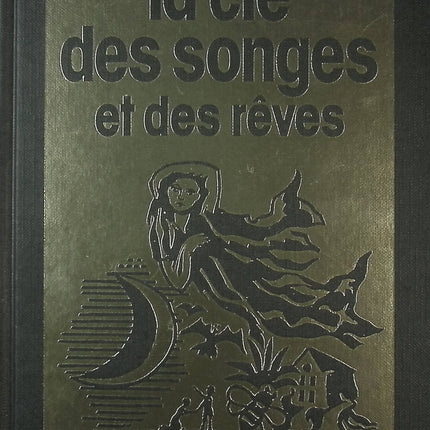 la clé
des songes
et des rêves